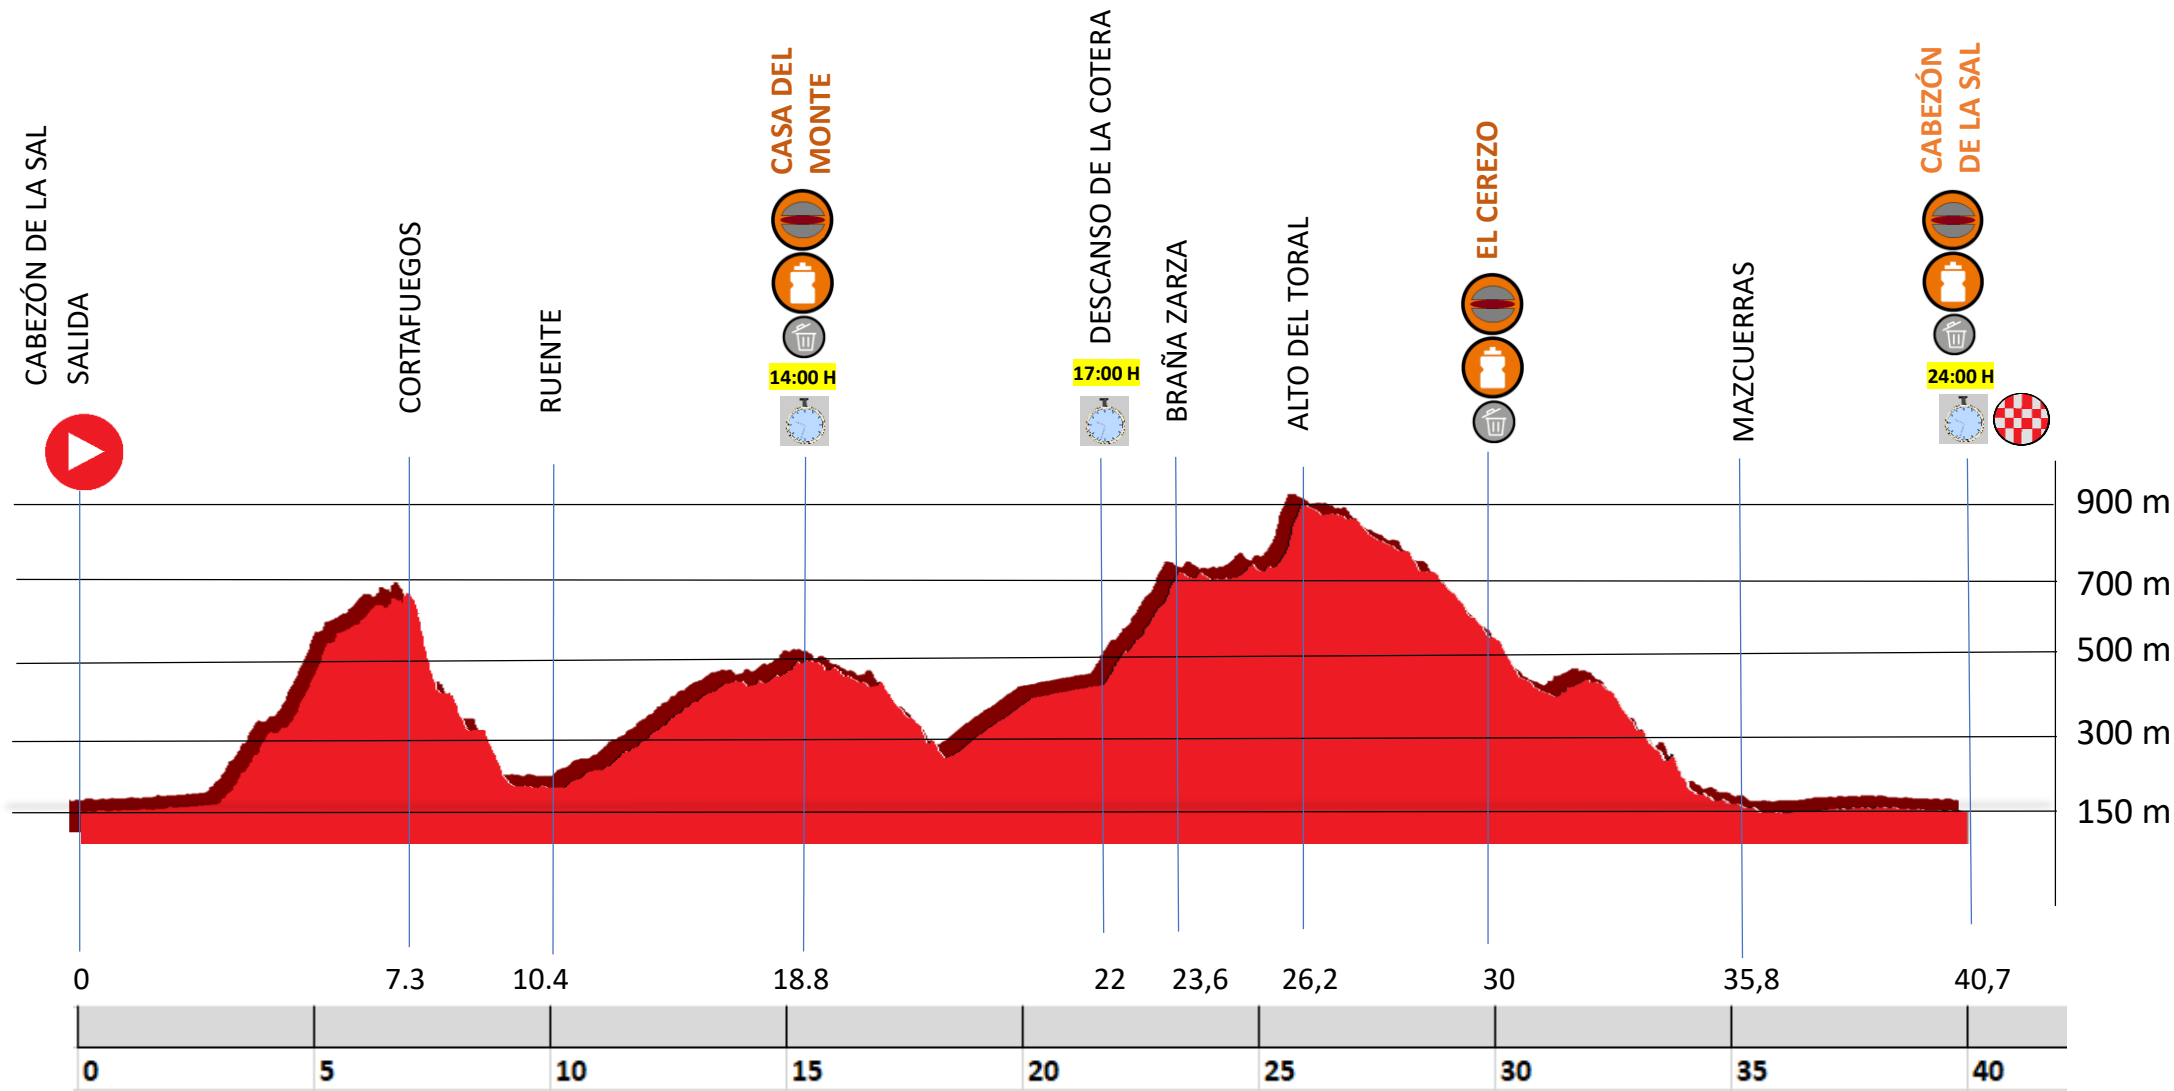 CABEZÓN DE LA SAL
SALIDA
CORTAFUEGOS
RUENTE
CASA DEL
MONTE
14:00 H
DESCANSO DE LA COTERA
17:00 H
BRAÑA ZARZA
ALTO DEL TORAL
EL CEREZO
MAZCUERRAS
CABEZÓN
DE LA SAL
24:00 H
900 m
700 m
500 m
300 m
150 m
0 7.3 10.4 18.8 22 23,6 26,2 30 35,8 40,7
0 5 10 15 20 25 30 35 40